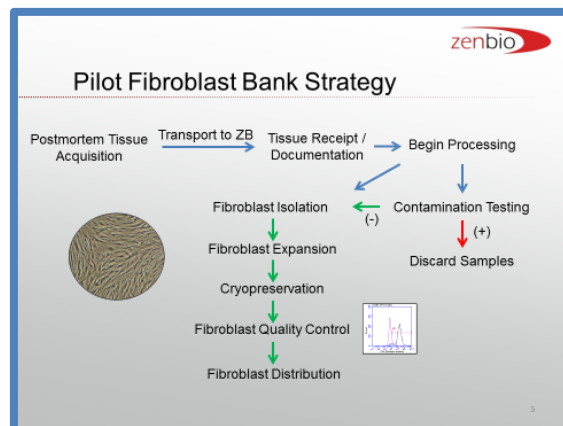 zenbio
Pilot Fibroblast Bank Strategy
Postmortem Tissue
Acquisition
Transport to ZB
Tissue Receipt /
Documentation
Begin Processing
Fibroblast Isolation
(-)
Contamination Testing
(+)
Discard Samples
Fibroblast Expansion
Cryopreservation
Fibroblast Quality Control
Fibroblast Distribution
5